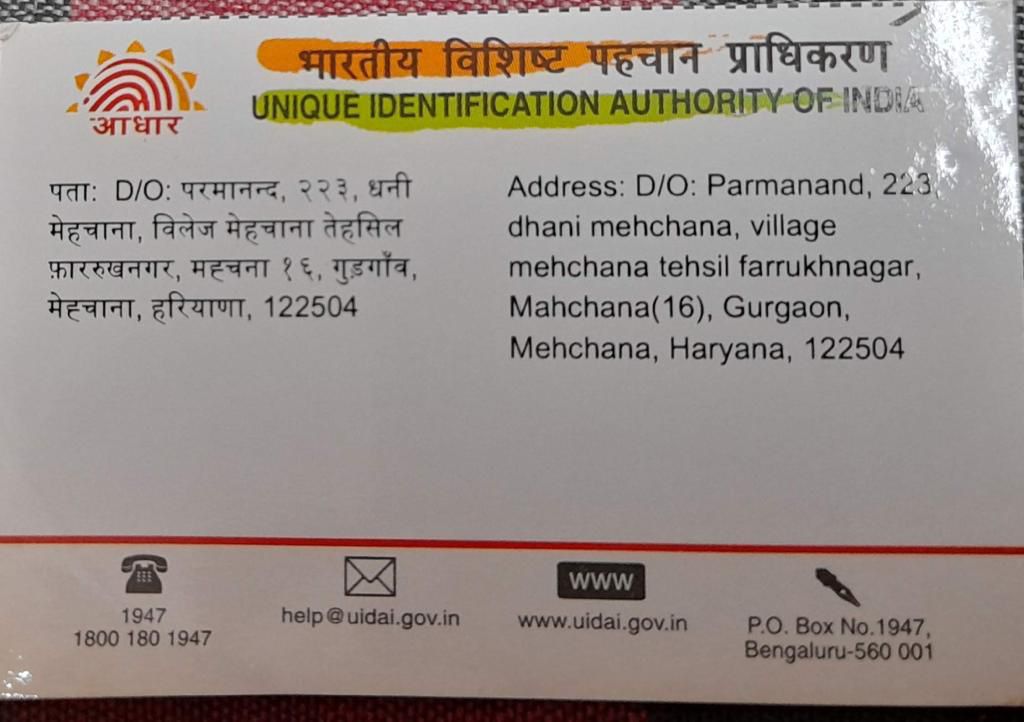 भारतीय विशिष्ट पहचान प्राधिकरण
UNIQUE IDENTIFICATION AUTHORITY OF INDIA
आधार
पता: D/O: परमानन्द, २२३, धनी
मेहचाना, विलेज मेहचाना तेहसिल
फ़ाररुखनगर, महचना १६, गुड़गाँव,
मेहचाना, हरियाणा, 122504
Address: D/O: Parmanand, 223,
dhani mehchana, village
mehchana tehsil farrukhnagar,
Mahchana(16), Gurgaon,
Mehchana, Haryana, 122504
1947
1800 180 1947
help@uidai.gov.in
www
www.uidai.gov.in
P.O. Box No.1947,
Bengaluru-560 001